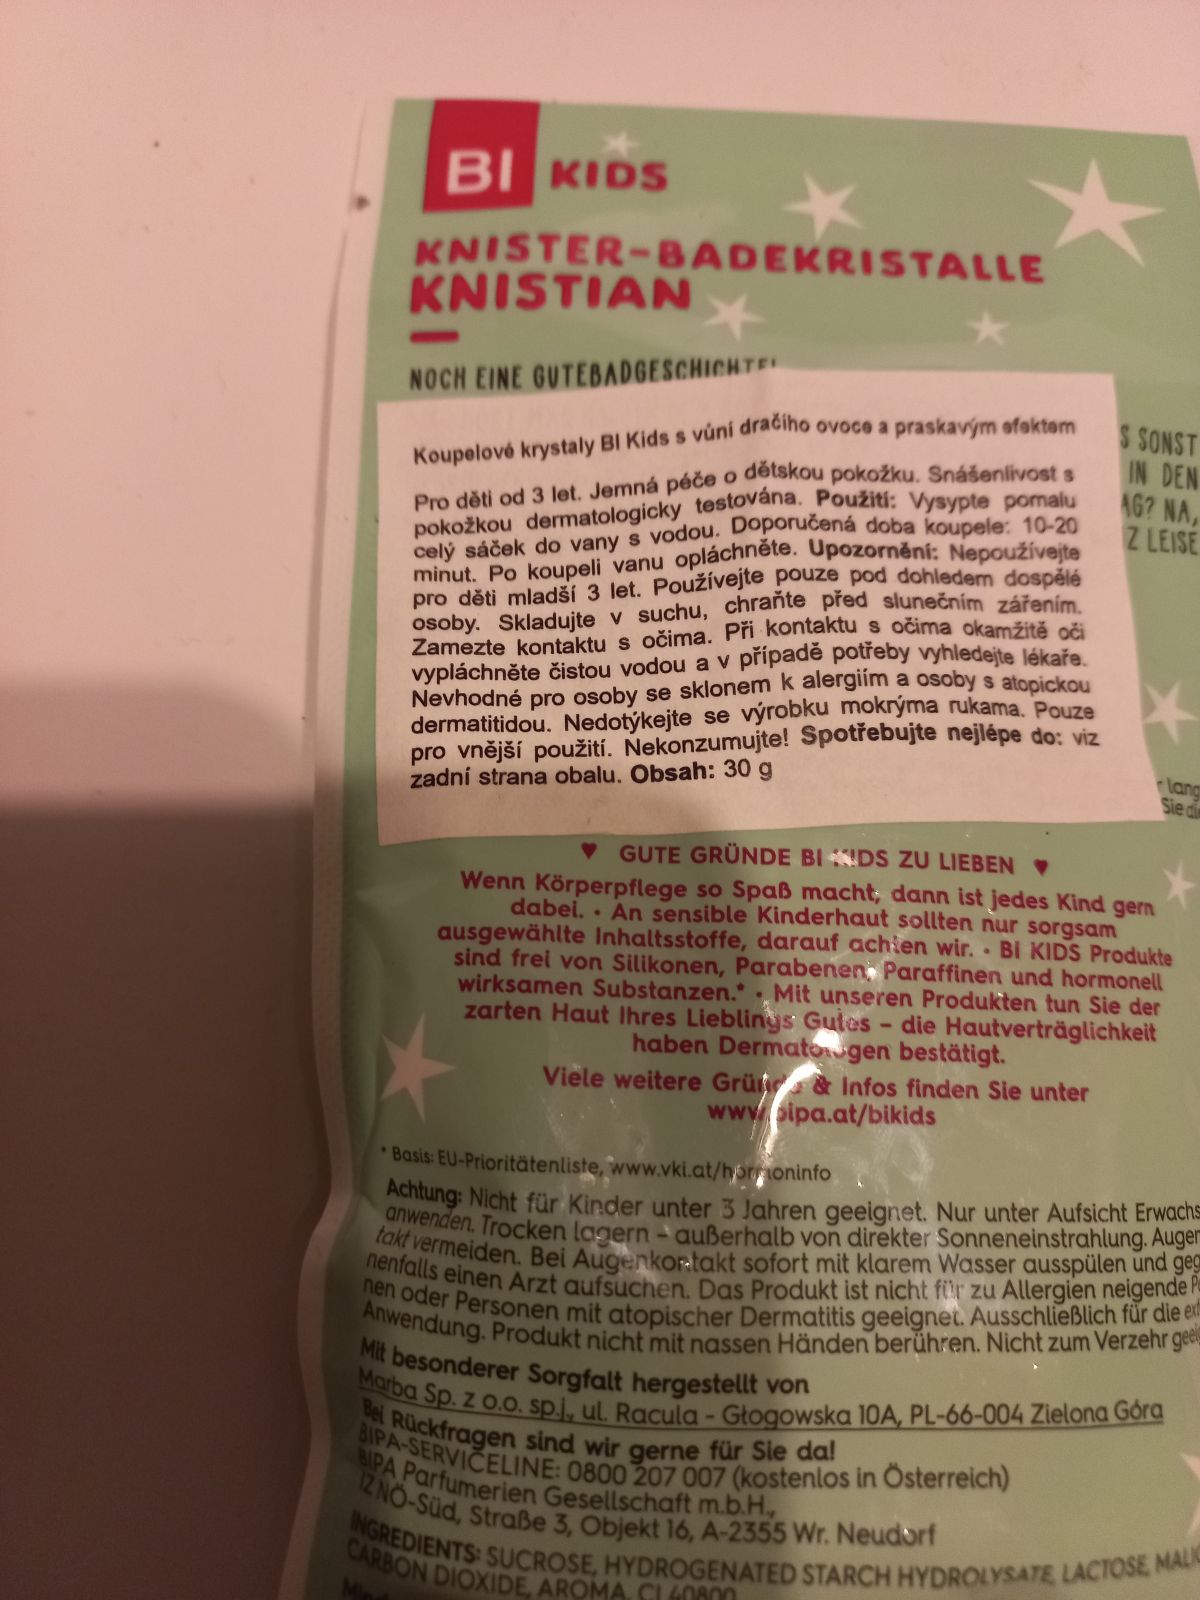 BI KIDS
KNISTER-BADEKRISTALLE
KNISTIAN
NOCH EINE GUTEBADGESCHICHTE!
Koupelové krystaly BI Kids s vůní dračího ovoce a praskavým efektem
Pro děti od 3 let. Jemná péče o dětskou pokožku. Snášenlivost s
pokožkou dermatologicky testována. Použití: Vysypte pomalu
celý sáček do vany s vodou. Doporučená doba koupele: 10-20
minut. Po koupeli vanu opláchněte. Upozornění: Nepoužívejte
pro děti mladší 3 let. Používejte pouze pod dohledem dospělé
osoby. Skladujte v suchu, chraňte před slunečním zářením.
Zamezte kontaktu s očima. Při kontaktu s očima okamžitě oči
vypláchněte čistou vodou a v případě potřeby vyhledejte lékaře.
Nevhodné pro osoby se sklonem k alergiím a osoby s atopickou
dermatitidou. Nedotýkejte se výrobku mokrýma rukama. Pouze
pro vnější použití. Nekonzumujte! Spotřebujte nejlépe do: viz
zadní strana obalu. Obsah: 30 g
S SONST
IN DEN
AG? NA,
Z LEISE
lang
Sie die
GUTE GRÜNDE BI KIDS ZU LIEBEN
Wenn Körperpflege so Spaß macht, dann ist jedes Kind gern
dabei. • An sensible Kinderhaut sollten nur sorgsam
ausgewählte Inhaltsstoffe, darauf achten wir. • BI KIDS Produkte
sind frei von Silikonen, Parabenen, Paraffinen und hormonell
wirksamen Substanzen.* • Mit unseren Produkten tun Sie der
zarten Haut Ihres Lieblings Gutes – die Hautverträglichkeit
haben Dermatologen bestätigt.
Viele weitere Gründe & Infos finden Sie unter
www.bipa.at/bikids
* Basis: EU-Prioritätenliste, www.vki.at/hormoninfo
Achtung: Nicht für Kinder unter 3 Jahren geeignet. Nur unter Aufsicht Erwachs
anwenden. Trocken lagern – außerhalb von direkter Sonneneinstrahlung. Augen
takt vermeiden. Bei Augenkontakt sofort mit klarem Wasser ausspülen und geg
nenfalls einen Arzt aufsuchen. Das Produkt ist nicht für zu Allergien neigende P
nen oder Personen mit atopischer Dermatitis geeignet. Ausschließlich für die ex
Anwendung. Produkt nicht mit nassen Händen berühren. Nicht zum Verzehr geei
Mit besonderer Sorgfalt hergestellt von
Marba Sp. z o.o. sp.j., ul. Racula - Głogowska 10A, PL-66-004 Zielona Góra
Bei Rückfragen sind wir gerne für Sie da!
BIPA-SERVICELINE: 0800 207 007 (kostenlos in Österreich)
BIPA Parfumerien Gesellschaft m.b.H.,
IZ NÖ-Süd, Straße 3, Objekt 16, A-2355 Wr. Neudorf
INGREDIENTS: SUCROSE, HYDROGENATED STARCH HYDROLYSATE, LACTOSE, MALIC
CARBON DIOXIDE, AROMA, CI 40800